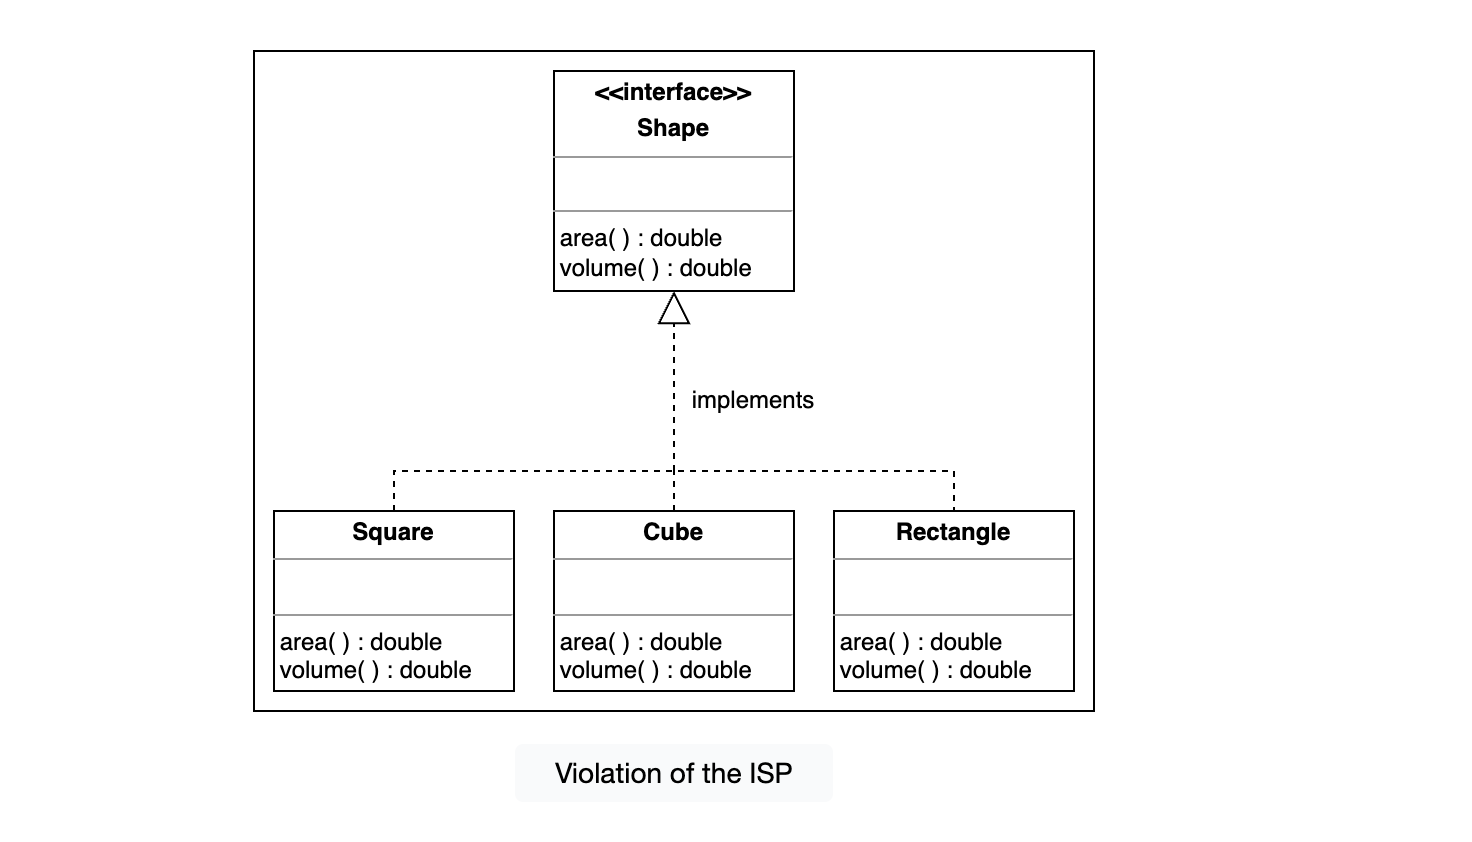 <<interface>>
Shape
area( ) : double
volume( ) : double
implements
Square
area( ) : double
volume( ) : double
Cube
area( ) : double
volume( ) : double
Rectangle
area( ) : double
volume( ) : double
Violation of the ISP